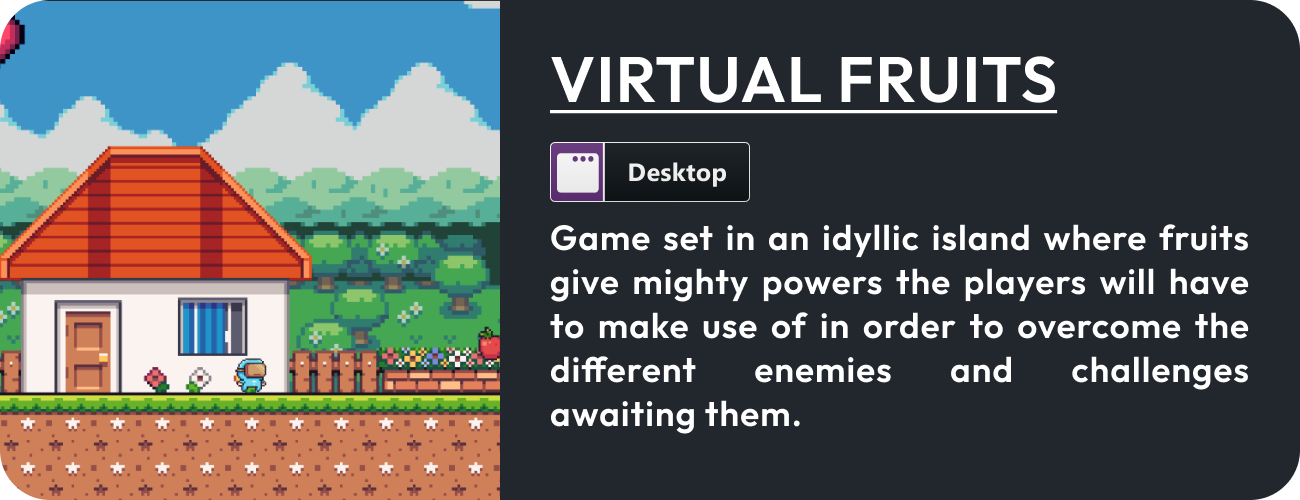 VIRTUAL FRUITS
Desktop
Game set in an idyllic island where fruits
give mighty powers the players will have
to make use of in order to overcome the
different enemies and challenges
awaiting them.